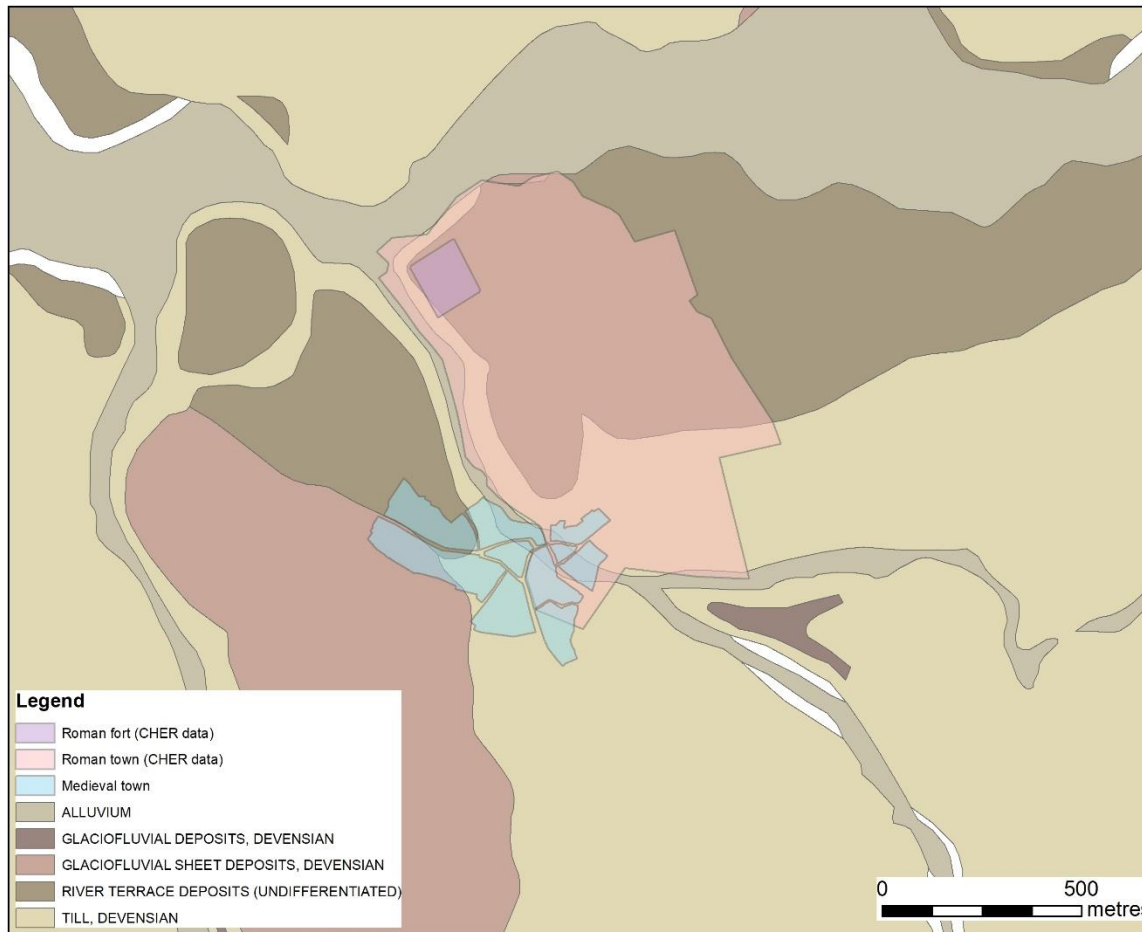 Legend
Roman fort (CHER data)
Roman town (CHER data)
Medieval town
ALLUVIUM
GLACIOFLUVIAL DEPOSITS, DEVENSIAN
GLACIOFLUVIAL SHEET DEPOSITS, DEVENSIAN
RIVER TERRACE DEPOSITS (UNDIFFERENTIATED)
TILL, DEVENSIAN
0 500
metres